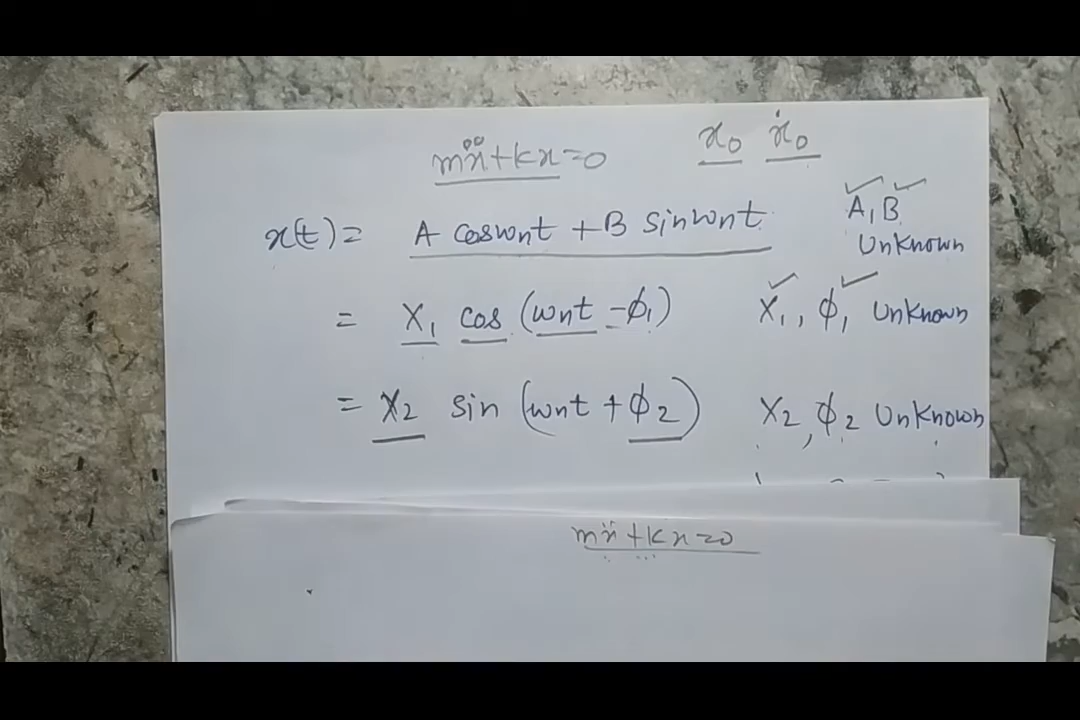 mẍ+kx=0 x₀ ẋ₀
x(t)= A cosωnt +B sinωnt A,B
Unknown
= X₁ cos (ωnt -ϕ₁) X₁, ϕ₁ Unknown
= X₂ sin (ωnt +ϕ₂) X₂, ϕ₂ Unknown
mẍ+kx=0